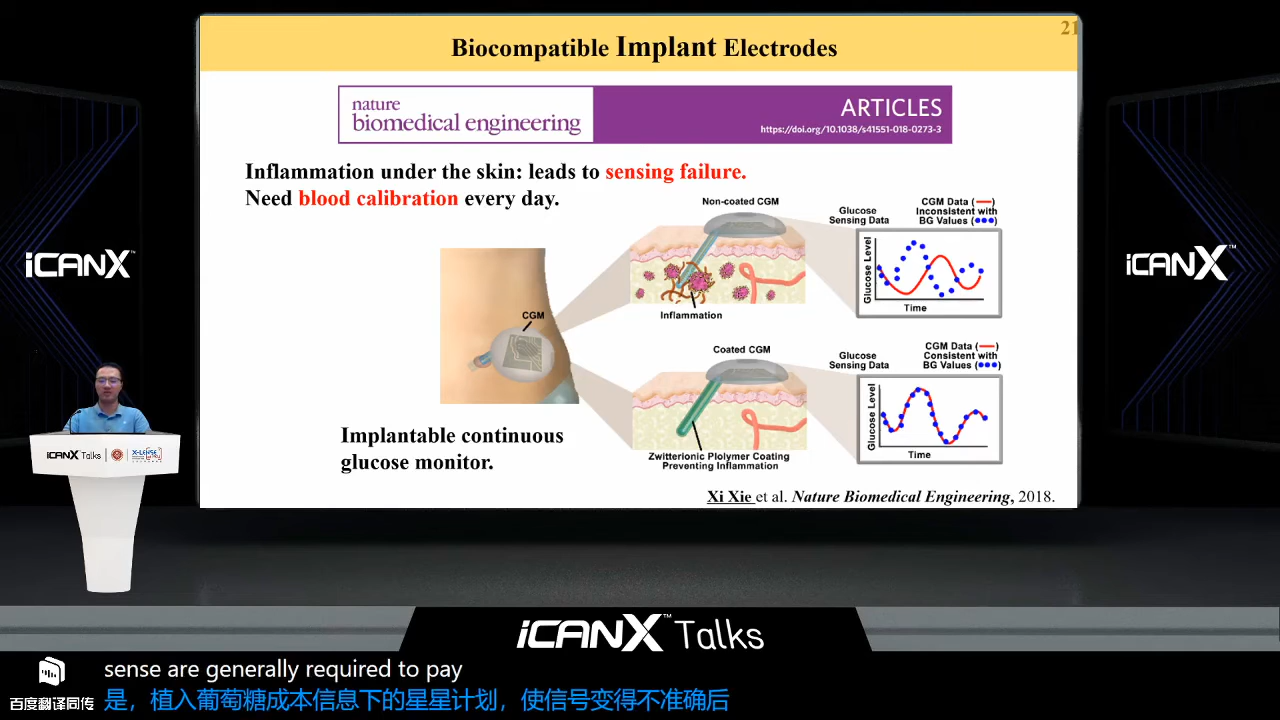 21
Biocompatible Implant Electrodes
nature
biomedical engineering
ARTICLES
https://doi.org/10.1038/s41551-018-0273-3
Inflammation under the skin: leads to sensing failure.
Need blood calibration every day.
Non-coated CGM
Inflammation
Glucose
Sensing Data
CGM Data ( )
Inconsistent with
BG Values ( )
Glucose Level
Time
CGM
Coated CGM
Zwitterionic Plolymer Coating
Preventing Inflammation
Glucose
Sensing Data
CGM Data ( )
Consistent with
BG Values ( )
Glucose Level
Time
Implantable continuous
glucose monitor.
Xi Xie et al. Nature Biomedical Engineering, 2018.
iCANX™
iCANX™
iCANX Talks
X-LENSE
iCANX™ Talks
sense are generally required to pay
百度翻译同传
是，植入葡萄糖成本信息下的星星计划，使信号变得不准确后